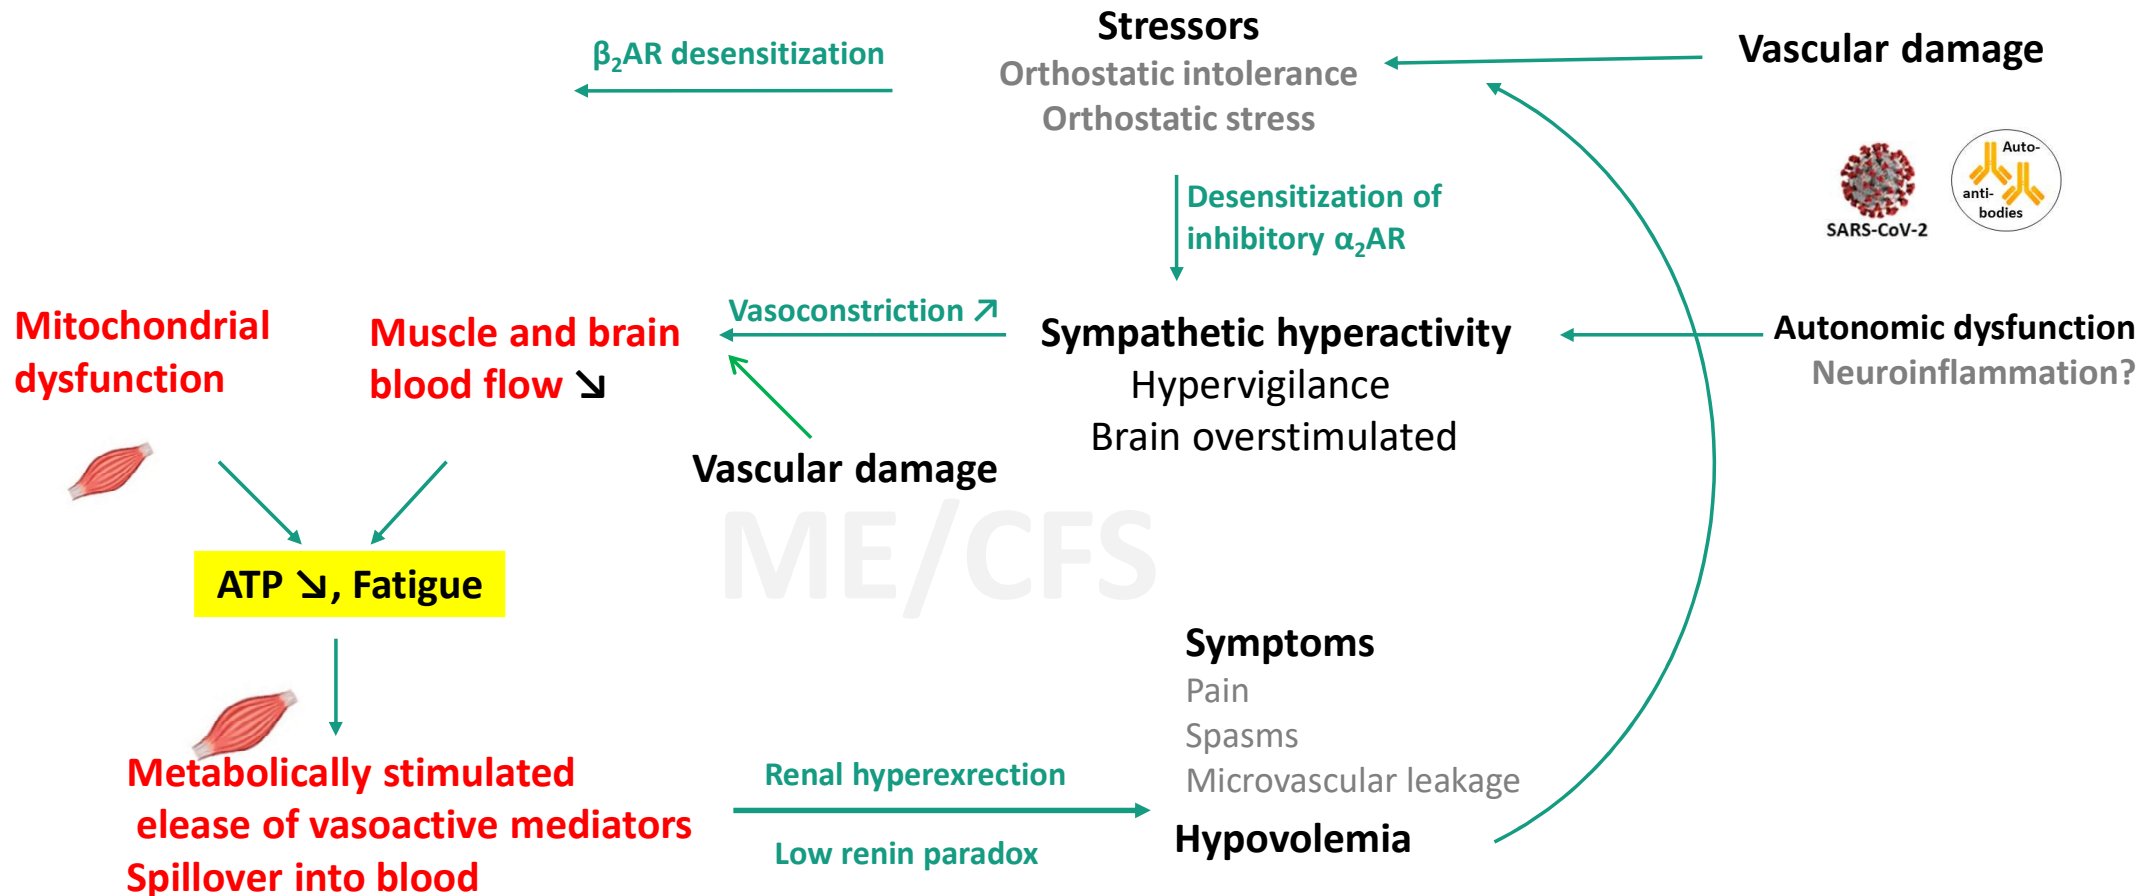 Stressors
Orthostatic intolerance
Orthostatic stress
β₂AR desensitization
Vascular damage
Auto-
anti-
bodies
SARS-CoV-2
Desensitization of
inhibitory α₂AR
Mitochondrial
dysfunction
Muscle and brain
blood flow ↘
Vasoconstriction ↗
Sympathetic hyperactivity
Hypervigilance
Brain overstimulated
Autonomic dysfunction
Neuroinflammation?
Vascular damage
ME/CFS
ATP ↘, Fatigue
Metabolically stimulated
elease of vasoactive mediators
Spillover into blood
Renal hyperexrection
Low renin paradox
Symptoms
Pain
Spasms
Microvascular leakage
Hypovolemia